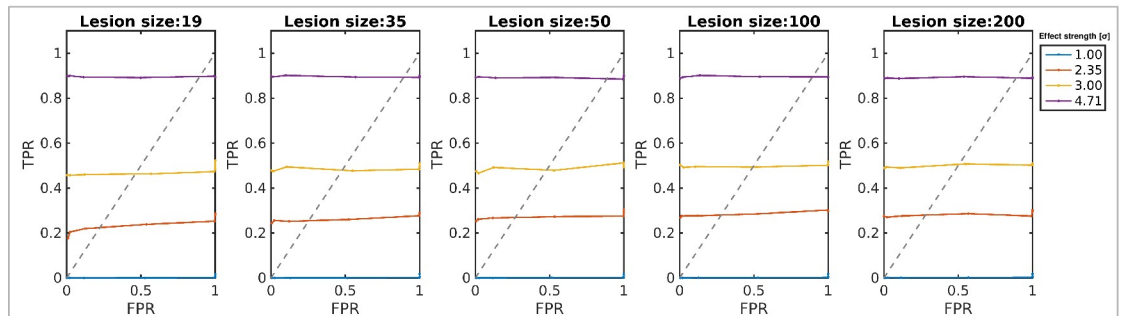 Lesion size:19
Lesion size:35
Lesion size:50
Lesion size:100
Lesion size:200
Effect strength [σ]
1.00
2.35
3.00
4.71
TPR
1
0.8
0.6
0.4
0.2
0
0 0.5 1
FPR
TPR
1
0.8
0.6
0.4
0.2
0
0 0.5 1
FPR
TPR
1
0.8
0.6
0.4
0.2
0
0 0.5 1
FPR
TPR
1
0.8
0.6
0.4
0.2
0
0 0.5 1
FPR
TPR
1
0.8
0.6
0.4
0.2
0
0 0.5 1
FPR